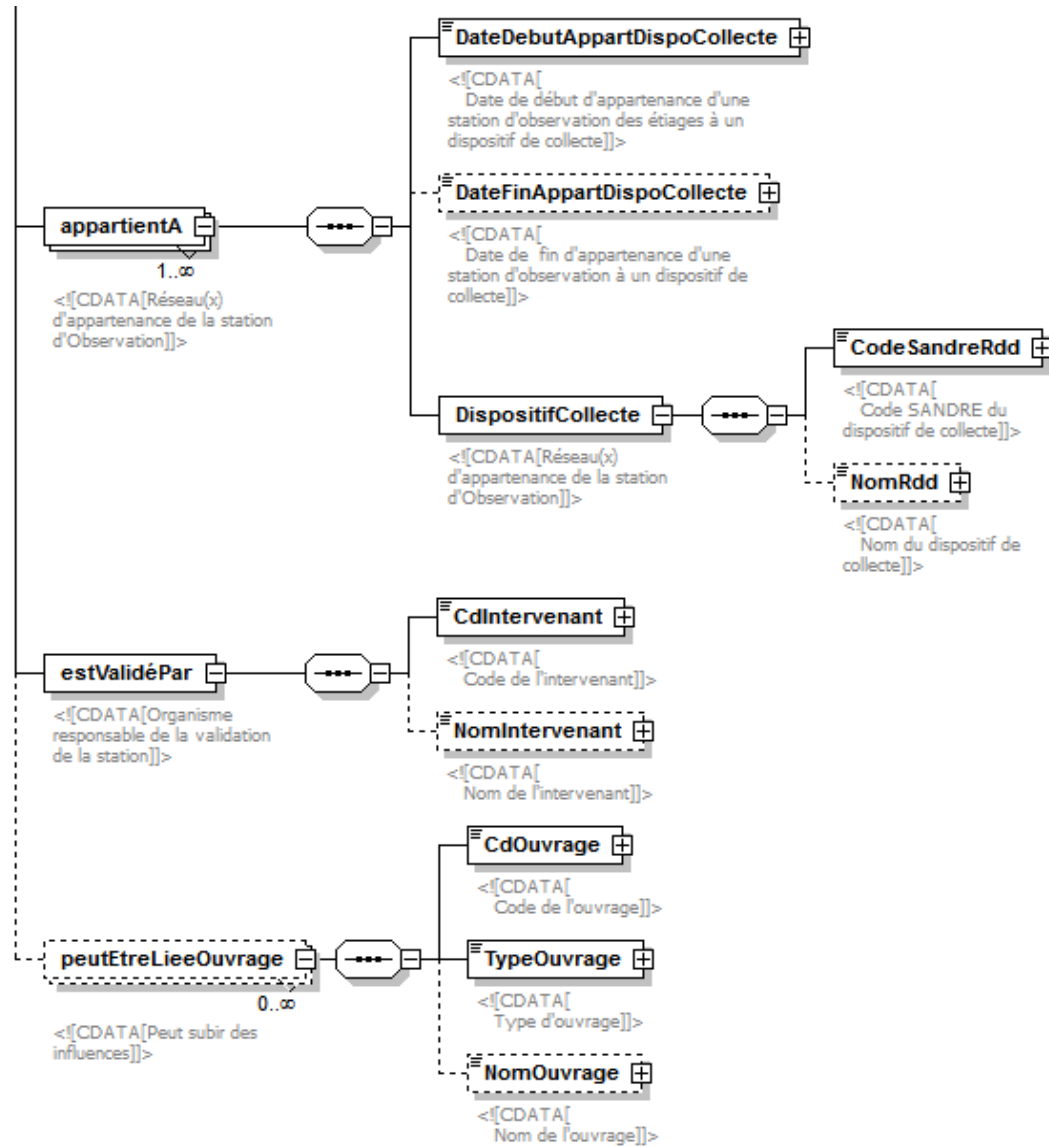 DateDebutAppartDispoCollecte
<![CDATA[
Date de début d'appartenance d'une
station d'observation des étiages à un
dispositif de collecte]]>
DateFinAppartDispoCollecte
<![CDATA[
Date de  fin d'appartenance d'une
station d'observation à un dispositif de
collecte]]>
appartientA
1..∞
<![CDATA[Réseau(x)
d'appartenance de la station
d'Observation]]>
CodeSandreRdd
<![CDATA[
Code SANDRE du
dispositif de collecte]]>
DispositifCollecte
<![CDATA[Réseau(x)
d'appartenance de la station
d'Observation]]>
NomRdd
<![CDATA[
Nom du dispositif de
collecte]]>
CdIntervenant
<![CDATA[
Code de l'intervenant]]>
estValidéPar
<![CDATA[Organisme
responsable de la validation
de la station]]>
NomIntervenant
<![CDATA[
Nom de l'intervenant]]>
CdOuvrage
<![CDATA[
Code de l'ouvrage]]>
peutEtreLieeOuvrage
0..∞
<![CDATA[Peut subir des
influences]]>
TypeOuvrage
<![CDATA[
Type d'ouvrage]]>
NomOuvrage
<![CDATA[
Nom de l'ouvrage]]>